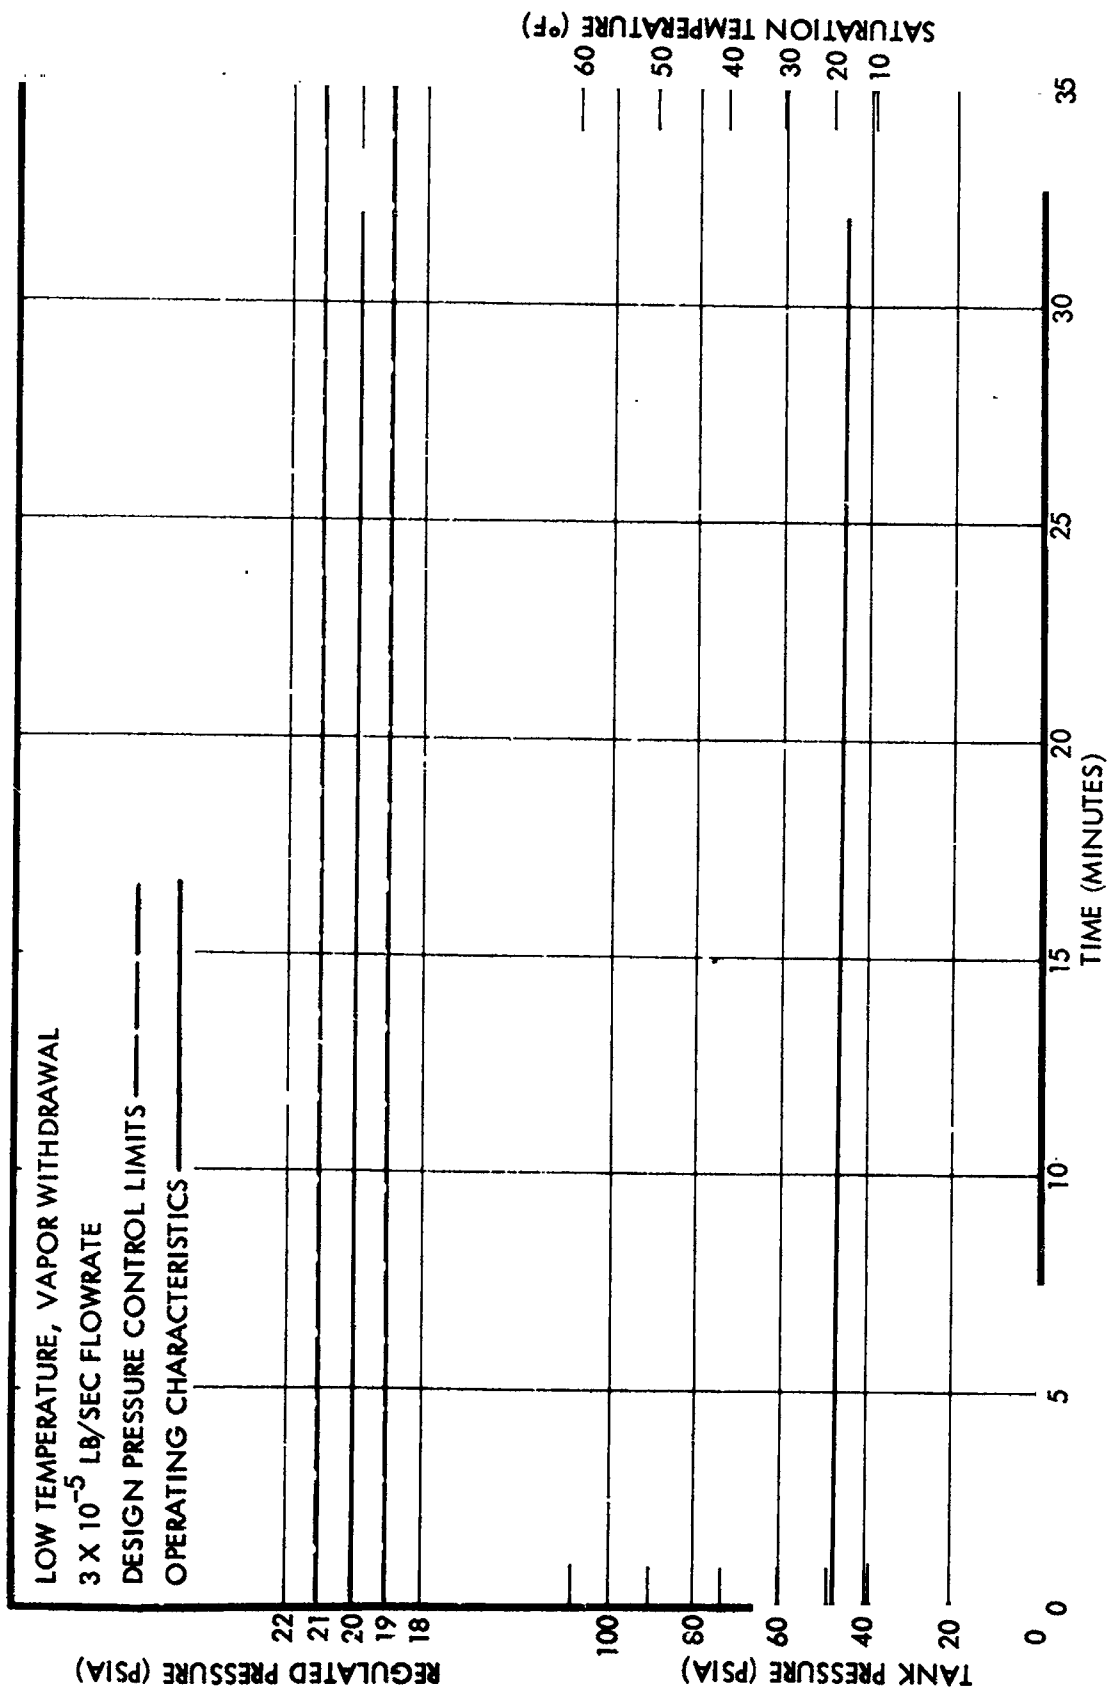 LOW TEMPERATURE, VAPOR WITHDRAWAL
3 X 10⁻⁵ LB/SEC FLOWRATE
DESIGN PRESSURE CONTROL LIMITS
OPERATING CHARACTERISTICS
REGULATED PRESSURE (PSIA)
22
21
20
19
18
TANK PRESSURE (PSIA)
100
80
60
40
20
0
SATURATION TEMPERATURE (°F)
60
50
40
30
20
10
0 5 10 15 20 25 30 35
TIME (MINUTES)